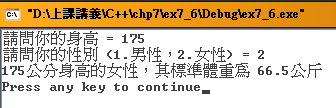 "D:\上課講義\C++\chp7\ex7_6\Debug\ex7_6.exe"
請問你的身高 = 175
請問你的性別 (1.男性，2.女性) = 2
175公分身高的女性，其標準體重為 66.5公斤
Press any key to continue